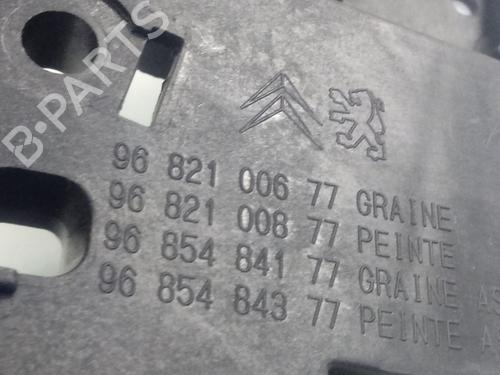 B-PARTS
96 821 006 77 GRAINE
96 821 008 77 PEINTE
96 854 841 77 GRAINE
96 854 843 77 PEINTE